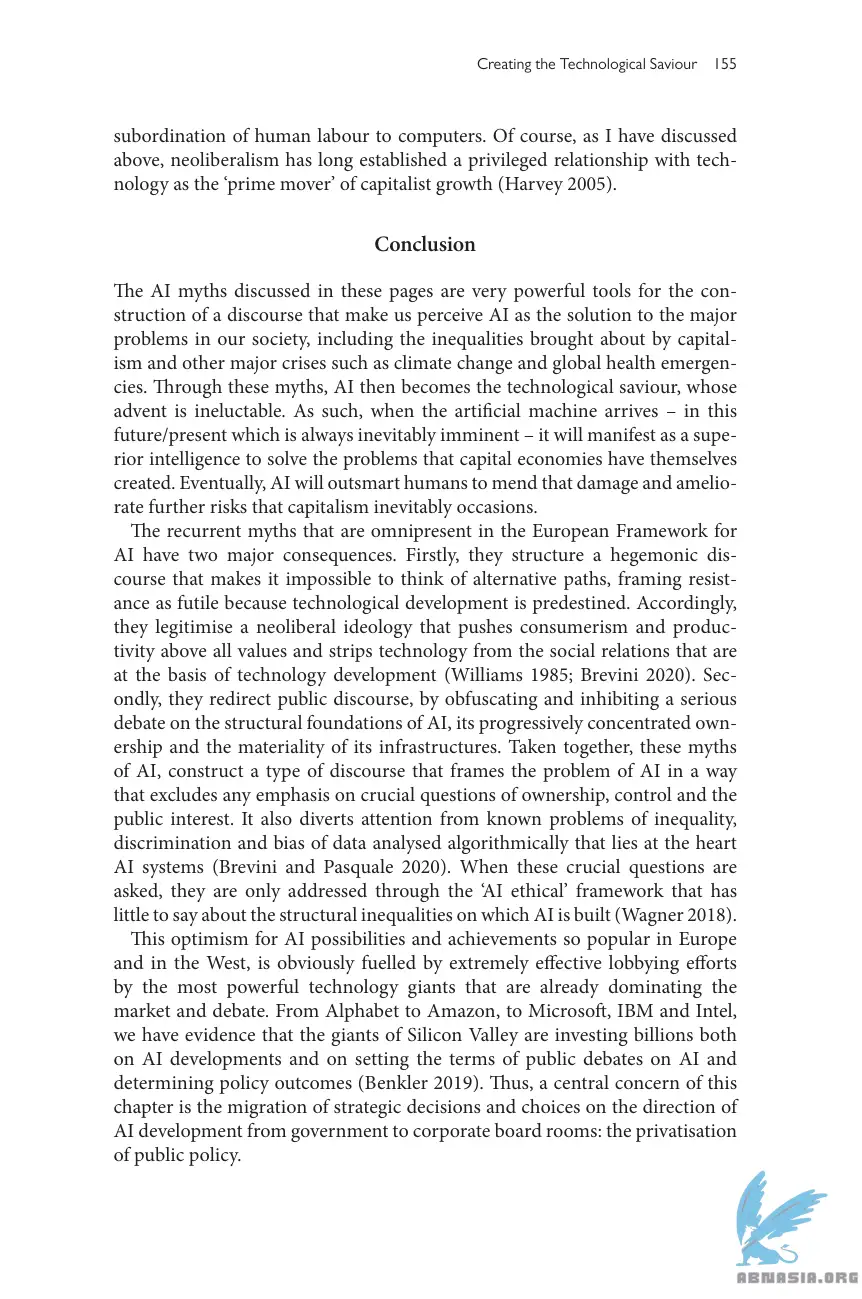 Creating the Technological Saviour 155
subordination of human labour to computers. Of course, as I have discussed
above, neoliberalism has long established a privileged relationship with tech-
nology as the ‘prime mover’ of capitalist growth (Harvey 2005).
Conclusion
The AI myths discussed in these pages are very powerful tools for the con-
struction of a discourse that make us perceive AI as the solution to the major
problems in our society, including the inequalities brought about by capital-
ism and other major crises such as climate change and global health emergen-
cies. Through these myths, AI then becomes the technological saviour, whose
advent is ineluctable. As such, when the artificial machine arrives – in this
future/present which is always inevitably imminent – it will manifest as a supe-
rior intelligence to solve the problems that capital economies have themselves
created. Eventually, AI will outsmart humans to mend that damage and amelio-
rate further risks that capitalism inevitably occasions.
The recurrent myths that are omnipresent in the European Framework for
AI have two major consequences. Firstly, they structure a hegemonic dis-
course that makes it impossible to think of alternative paths, framing resist-
ance as futile because technological development is predestined. Accordingly,
they legitimise a neoliberal ideology that pushes consumerism and produc-
tivity above all values and strips technology from the social relations that are
at the basis of technology development (Williams 1985; Brevini 2020). Sec-
ondly, they redirect public discourse, by obfuscating and inhibiting a serious
debate on the structural foundations of AI, its progressively concentrated own-
ership and the materiality of its infrastructures. Taken together, these myths
of AI, construct a type of discourse that frames the problem of AI in a way
that excludes any emphasis on crucial questions of ownership, control and the
public interest. It also diverts attention from known problems of inequality,
discrimination and bias of data analysed algorithmically that lies at the heart
AI systems (Brevini and Pasquale 2020). When these crucial questions are
asked, they are only addressed through the ‘AI ethical’ framework that has
little to say about the structural inequalities on which AI is built (Wagner 2018).
This optimism for AI possibilities and achievements so popular in Europe
and in the West, is obviously fuelled by extremely effective lobbying efforts
by the most powerful technology giants that are already dominating the
market and debate. From Alphabet to Amazon, to Microsoft, IBM and Intel,
we have evidence that the giants of Silicon Valley are investing billions both
on AI developments and on setting the terms of public debates on AI and
determining policy outcomes (Benkler 2019). Thus, a central concern of this
chapter is the migration of strategic decisions and choices on the direction of
AI development from government to corporate board rooms: the privatisation
of public policy.
ABNASIA.ORG